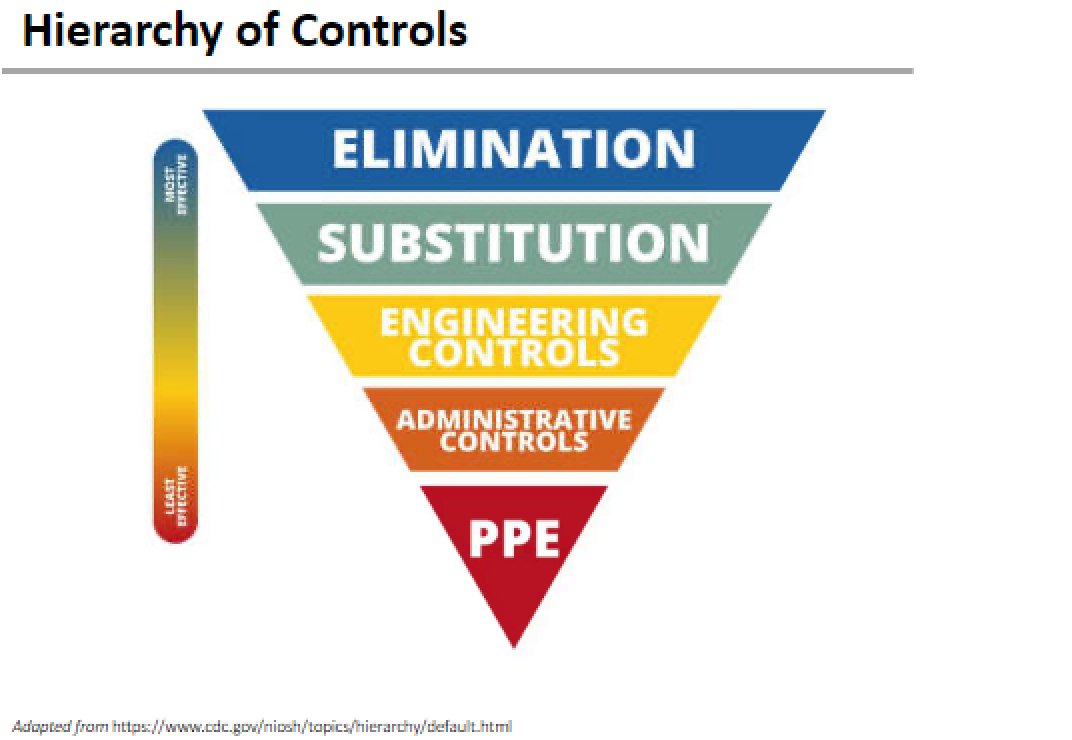 Hierarchy of Controls
MOST
EFFECTIVE
ELIMINATION
SUBSTITUTION
ENGINEERING
CONTROLS
ADMINISTRATIVE
CONTROLS
PPE
LEAST
EFFECTIVE
Adapted from https://www.cdc.gov/niosh/topics/hierarchy/default.html